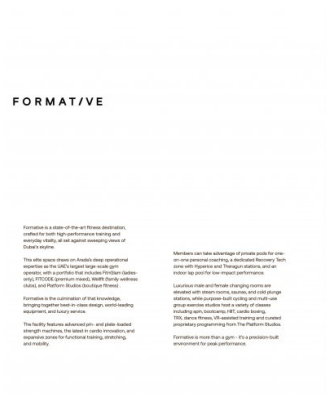 FORMAT/VE
Formative is a state-of-the-art fitness destination,
crafted for both high-performance training and
everyday vitality, all set against sweeping views of
Dubai's skyline.
This elite space draws on Arada's deep operational
expertise as the UAE's largest large-scale gym
operator, with a portfolio that includes FitnGlam (ladies-
only), FITCODE (premium mixed), Wellfit (family wellness
clubs), and Platform Studios (boutique fitness).
Formative is the culmination of that knowledge,
bringing together best-in-class design, world-leading
equipment, and luxury service.
The facility features advanced pin- and plate-loaded
strength machines, the latest in cardio innovation, and
expansive zones for functional training, stretching,
and mobility.
Members can take advantage of private pods for one-
on-one personal coaching, a dedicated Recovery Tech
zone with Hyperice and Theragun stations, and an
indoor lap pool for low-impact performance.
Luxurious male and female changing rooms are
elevated with steam rooms, saunas, and cold plunge
stations, while purpose-built cycling and multi-use
group exercise studios host a variety of classes
including spin, bootcamp, HIIT, cardio boxing,
TRX, dance fitness, VR-assisted training and curated
proprietary programming from The Platform Studios.
Formative is more than a gym - it's a precision-built
environment for peak performance.